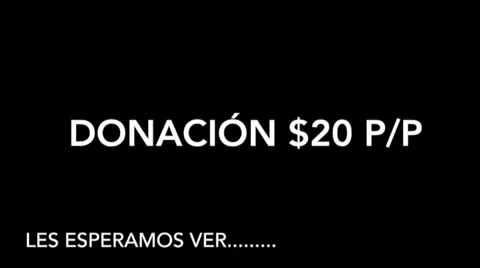 DONACIÓN $20 P/P
LES ESPERAMOS VER.........